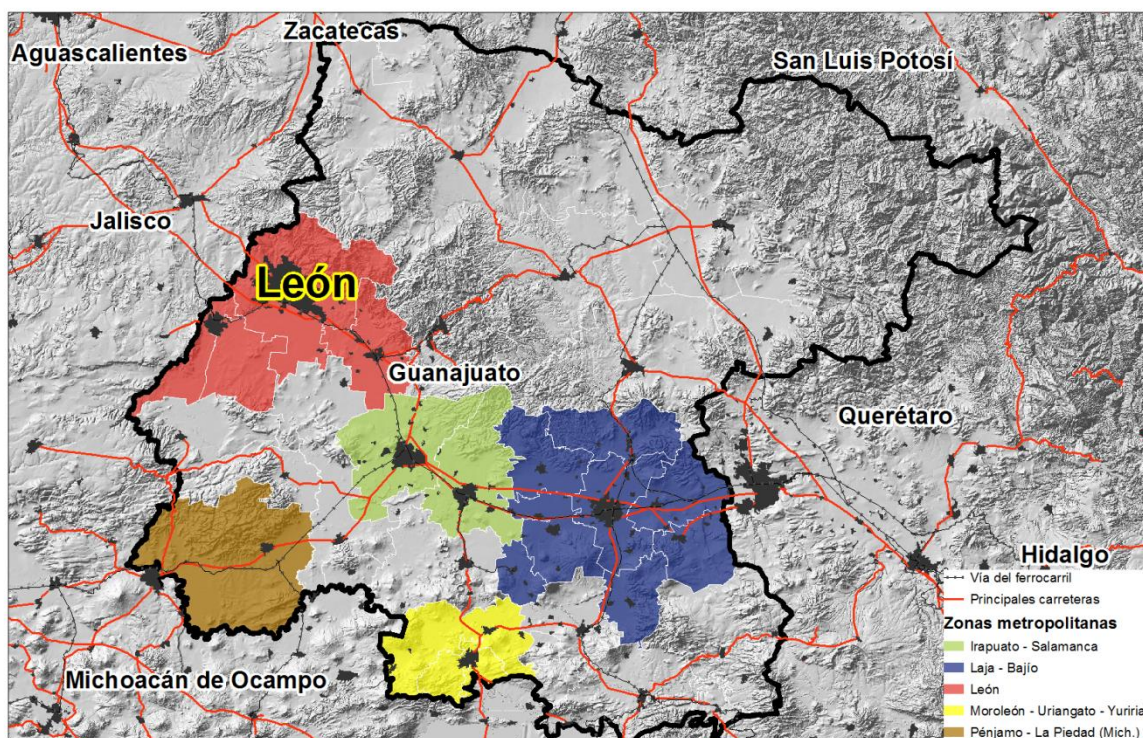 Zacatecas
Aguascalientes
San Luis Potosí
Jalisco
León
Guanajuato
Querétaro
Hidalgo
Michoacán de Ocampo
Vía del ferrocarril
Principales carreteras
Zonas metropolitanas
Irapuato - Salamanca
Laja - Bajío
León
Moroleón - Uriangato - Yuriria
Pénjamo - La Piedad (Mich.)